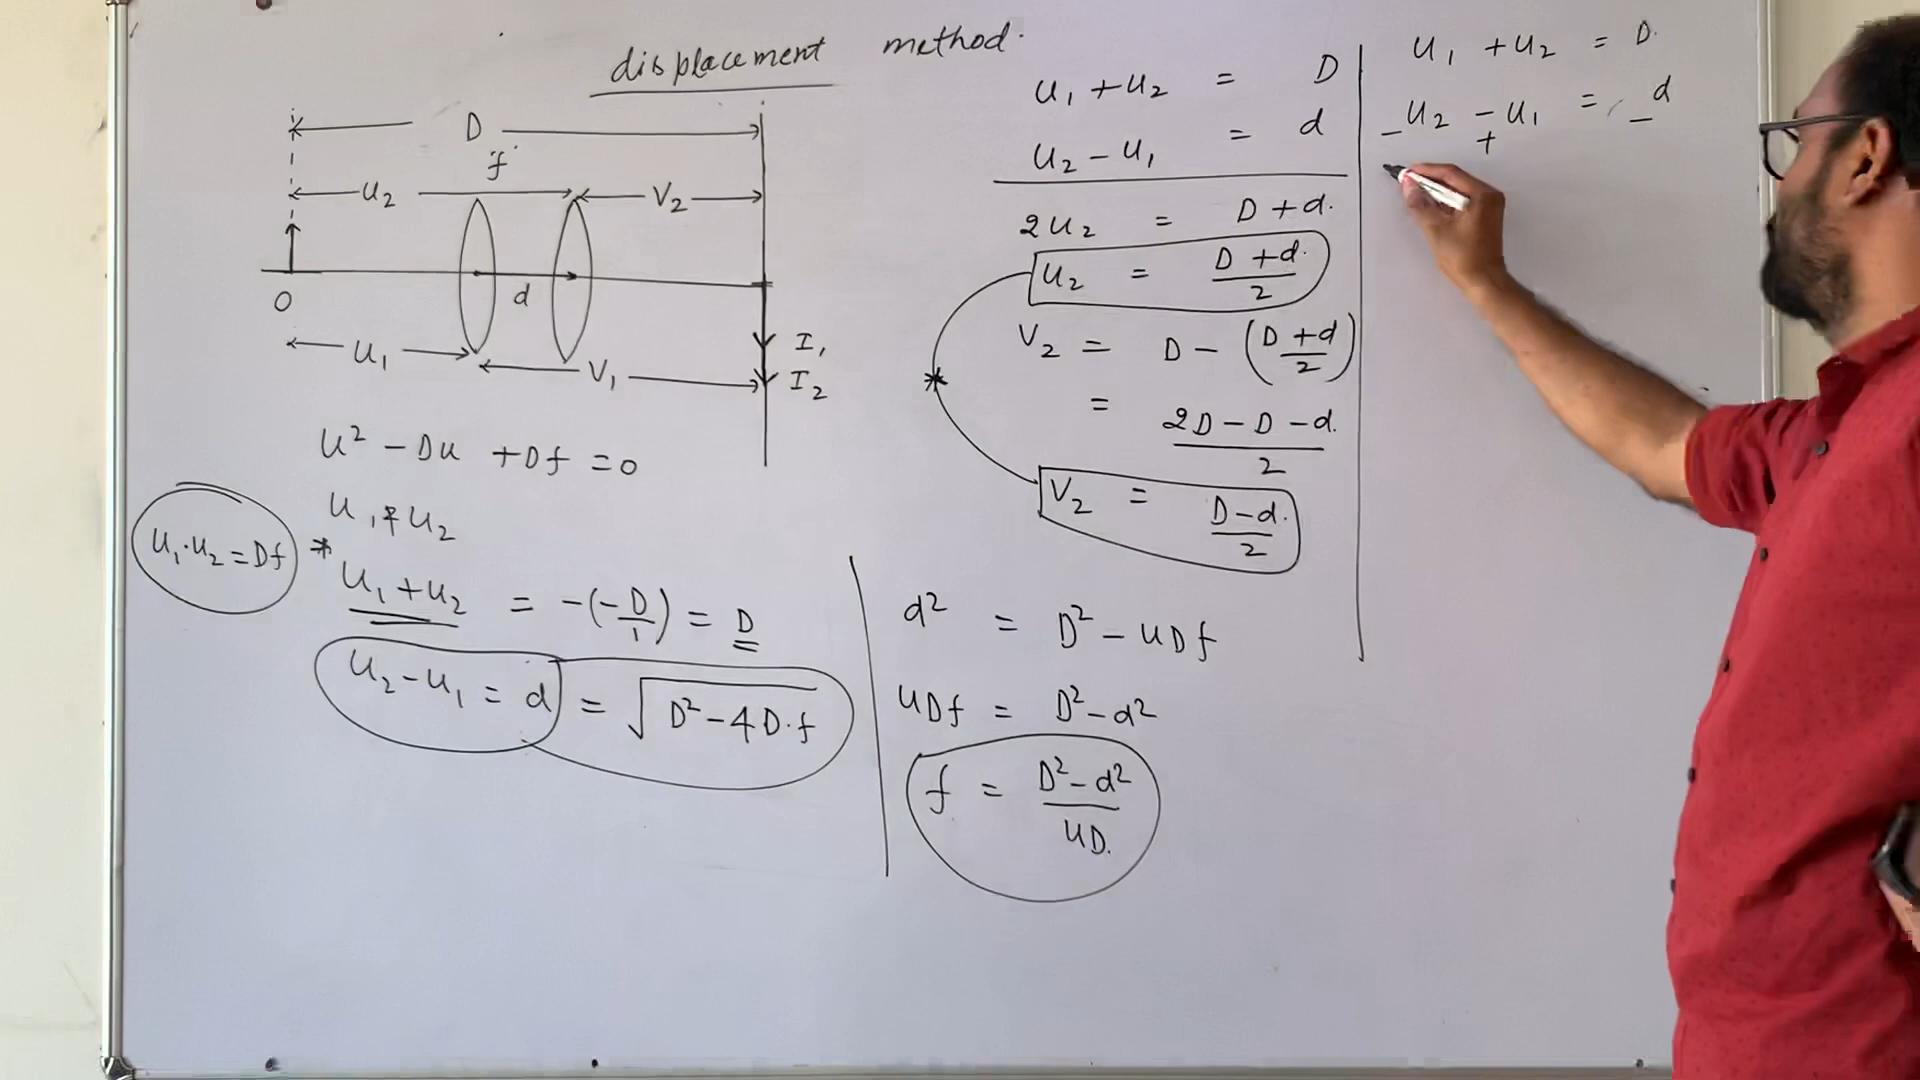 displacement method.
D
f
u₂ V₂
O d
u₁ V₁
I₁
I₂
u² - Du + Df = 0
u₁ & u₂
u₁·u₂ = Df *
u₁ + u₂ = -(-D/1) = D
u₂ - u₁ = d = √D² - 4D·f
u₁ + u₂ = D
u₂ - u₁ = d
2u₂ = D + d.
u₂ = D + d. / 2
V₂ = D - (D + d / 2)
*
= 2D - D - d. / 2
V₂ = D - d. / 2
d² = D² - 4Df
4Df = D² - d²
f = D² - d² / 4D.
u₁ + u₂ = D.
u₂ - u₁ = d
- + -